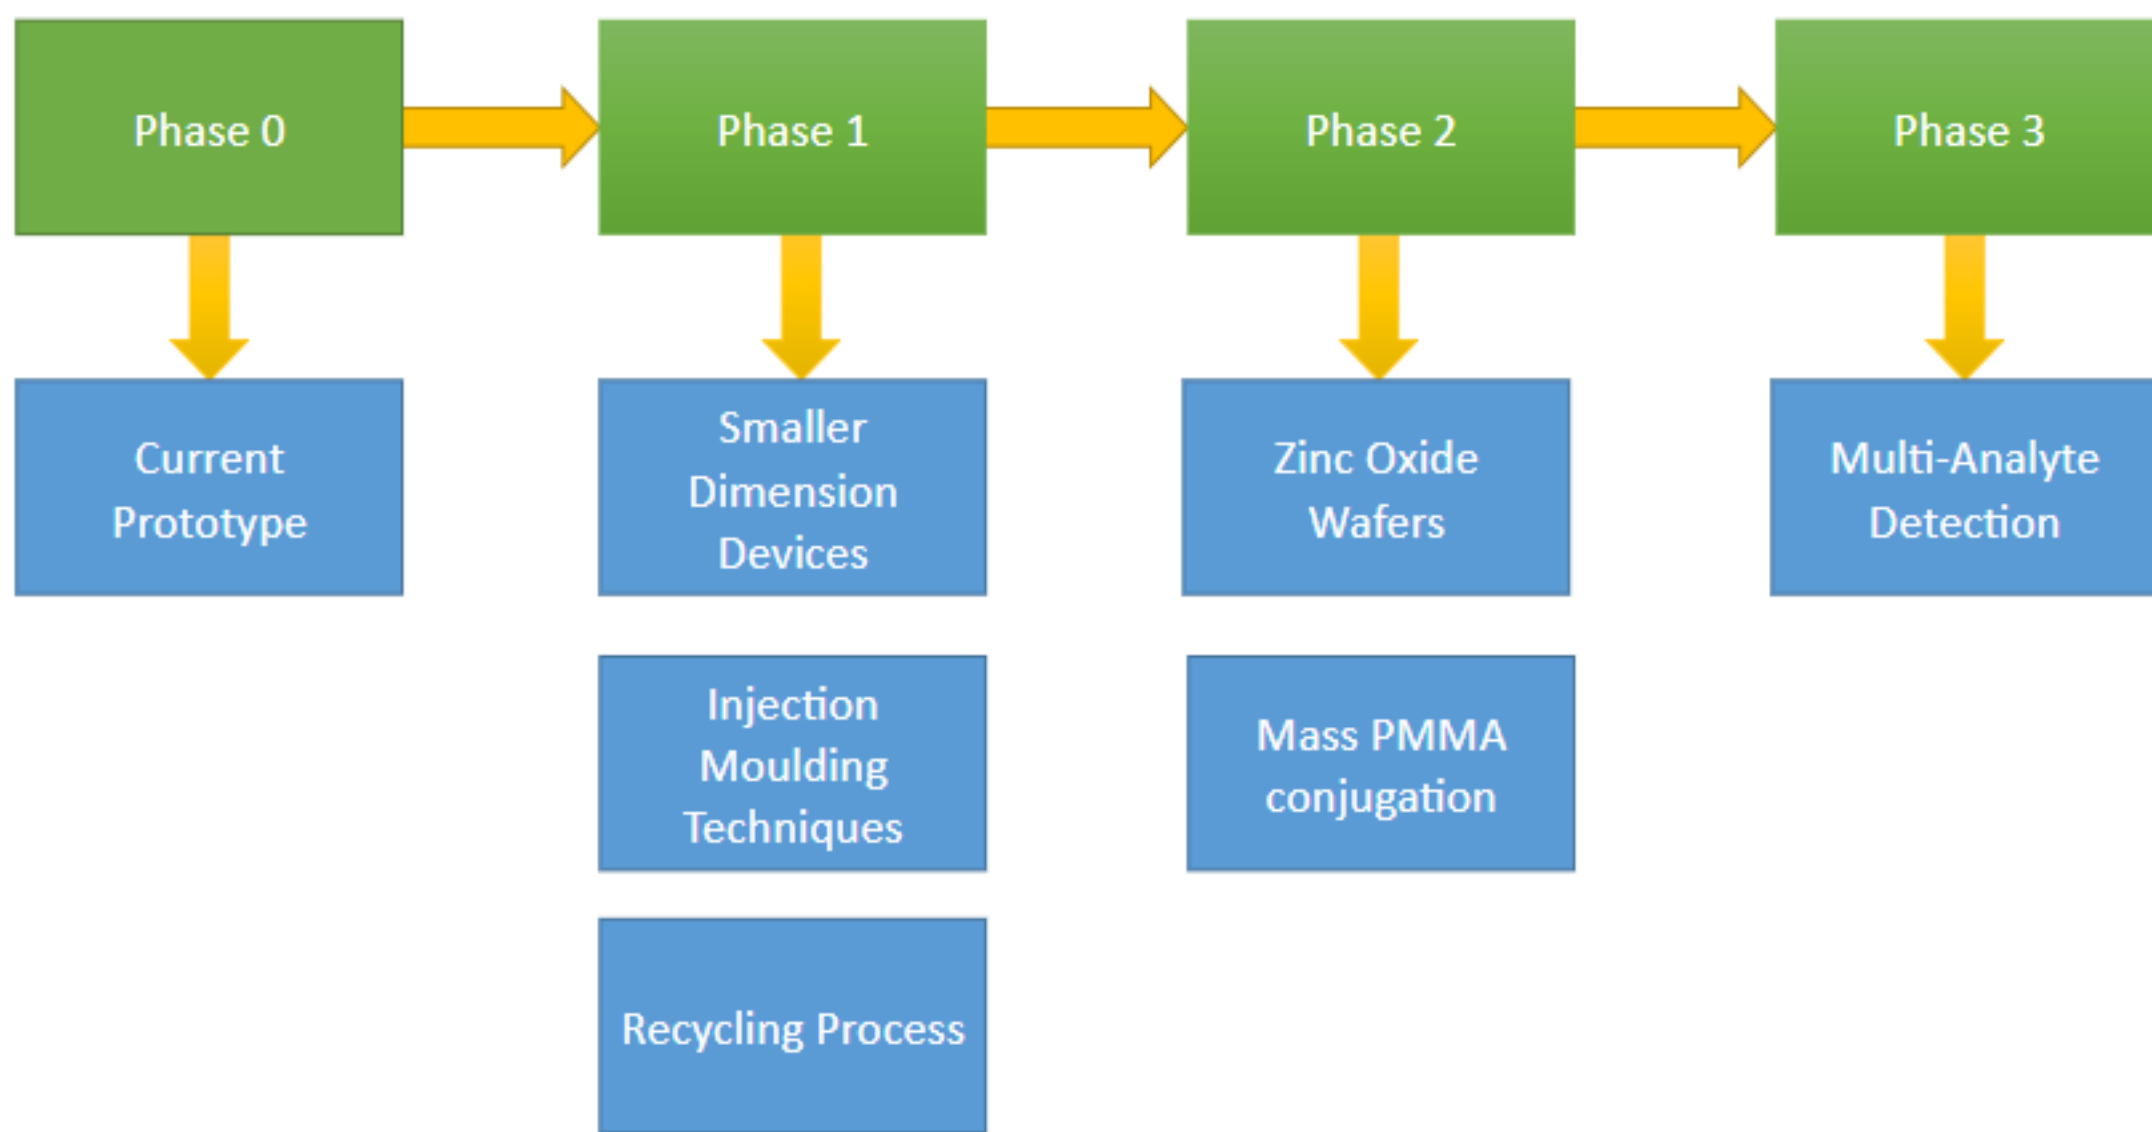 Phase 0
Phase 1
Phase 2
Phase 3
Current
Prototype
Smaller
Dimension
Devices
Zinc Oxide
Wafers
Multi-Analyte
Detection
Injection
Moulding
Techniques
Mass PMMA
conjugation
Recycling Process